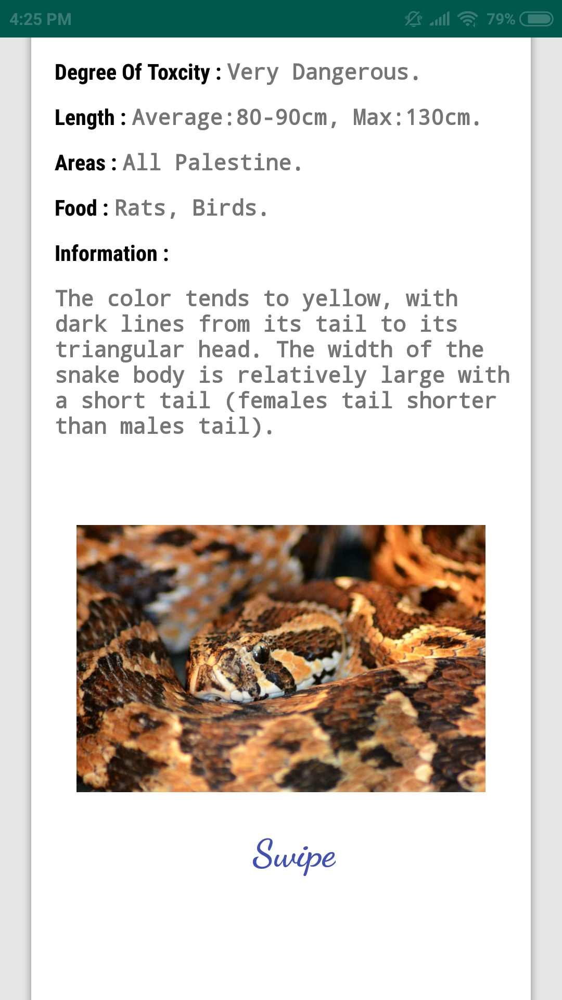 4:25 PM 79%
Degree Of Toxcity : Very Dangerous.
Length : Average:80-90cm, Max:130cm.
Areas : All Palestine.
Food : Rats, Birds.
Information :
The color tends to yellow, with
dark lines from its tail to its
triangular head. The width of the
snake body is relatively large with
a short tail (females tail shorter
than males tail).
Swipe